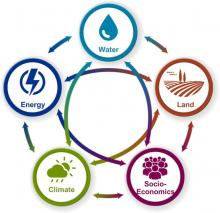 Water
Energy
Land
Climate
Socio-
Economics